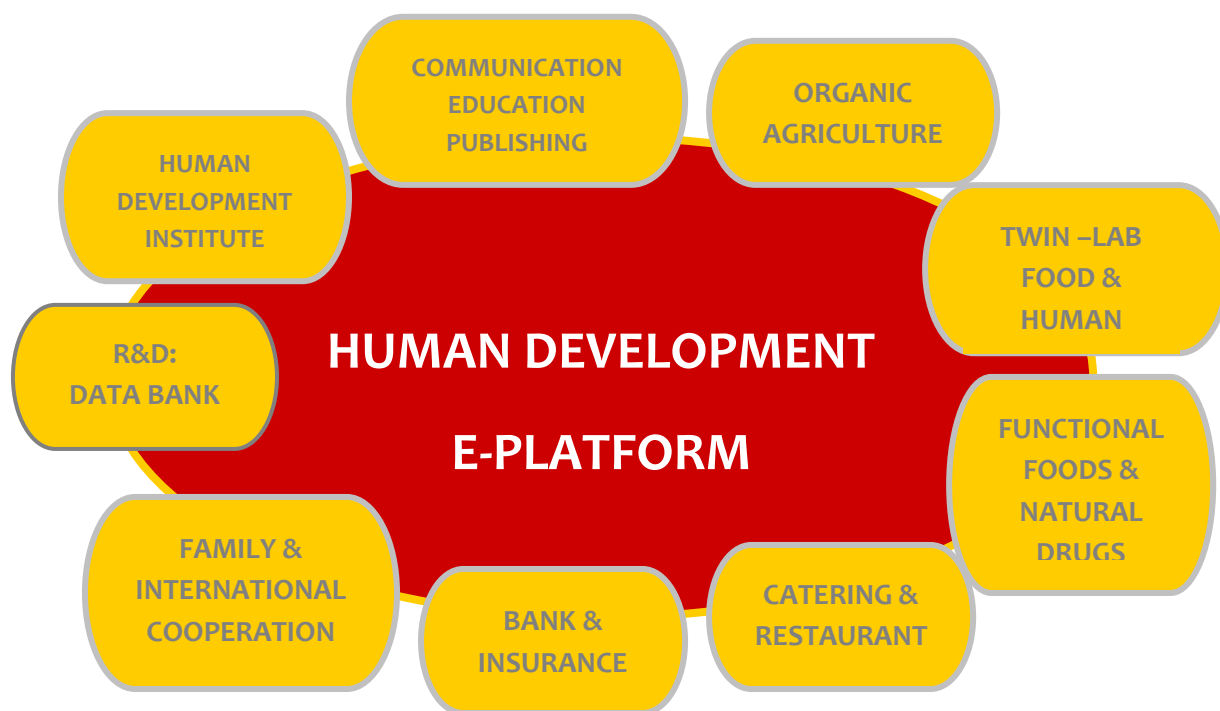 COMMUNICATION
EDUCATION
PUBLISHING
ORGANIC
AGRICULTURE
HUMAN
DEVELOPMENT
INSTITUTE
TWIN –LAB
FOOD &
HUMAN
R&D:
DATA BANK
HUMAN DEVELOPMENT
E-PLATFORM
FUNCTIONAL
FOODS &
NATURAL
DRUGS
FAMILY &
INTERNATIONAL
COOPERATION
BANK &
INSURANCE
CATERING &
RESTAURANT